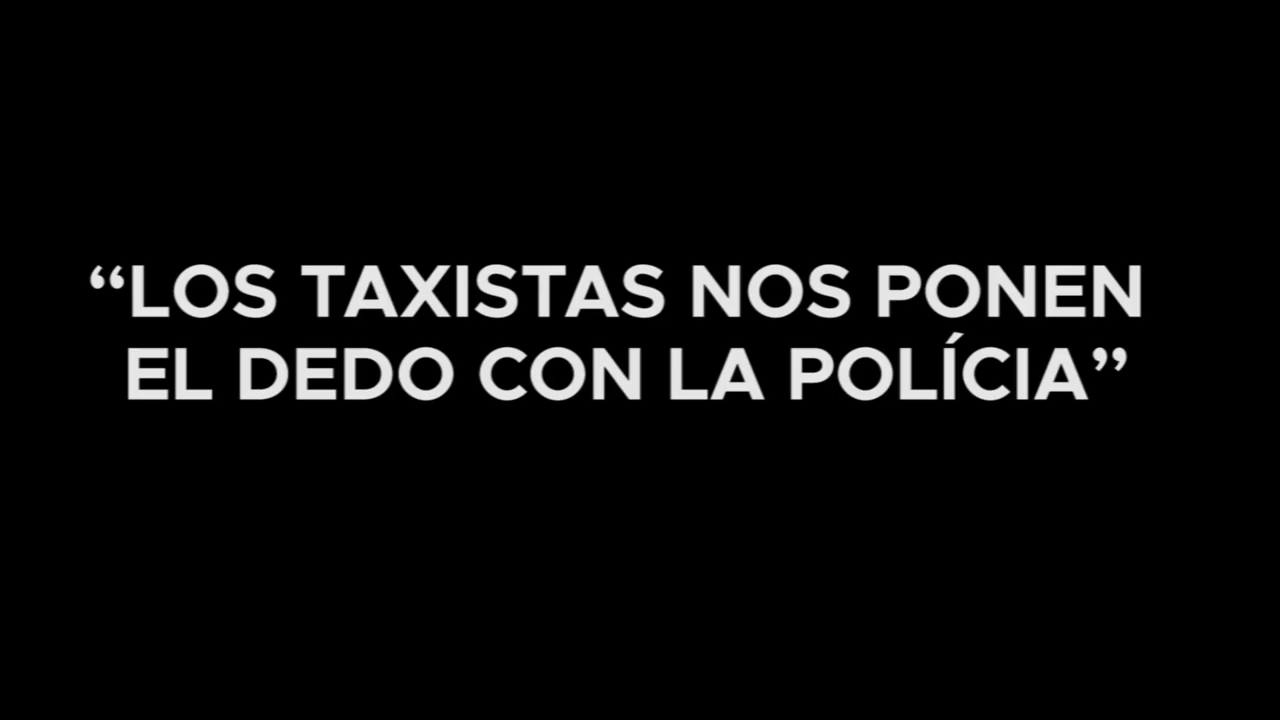 “LOS TAXISTAS NOS PONEN
EL DEDO CON LA POLÍCIA”